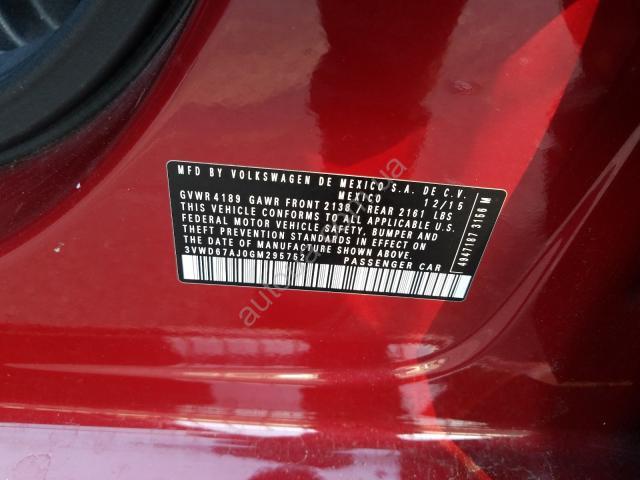 MFD BY VOLKSWAGEN DE MEXICO S.A. DE C.V.
MEXICO 12/15
GVWR 4189 GAWR FRONT 2138 REAR 2161 LBS
THIS VEHICLE CONFORMS TO ALL APPLICABLE U.S.
FEDERAL MOTOR VEHICLE SAFETY, BUMPER AND
THEFT PREVENTION STANDARDS IN EFFECT ON
THE DATE OF MANUFACTURE SHOWN ABOVE.
3VWD67AJ0GM295752 PASSENGER CAR